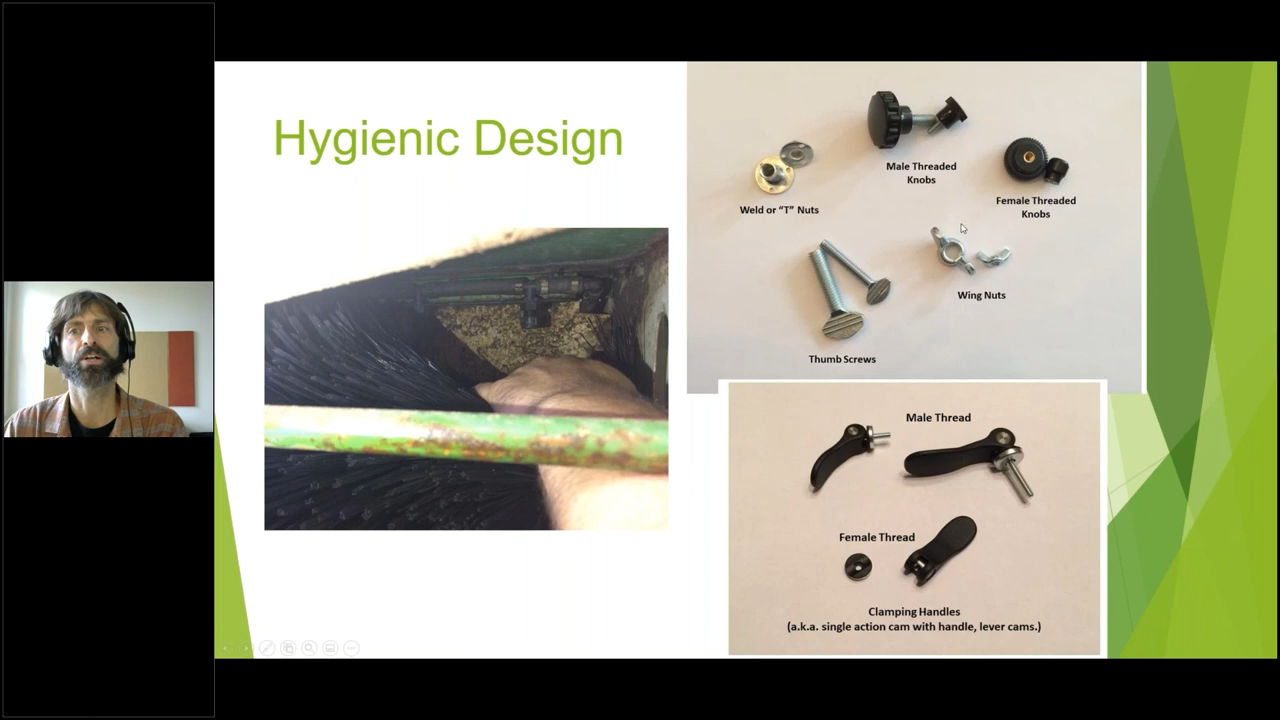 Hygienic Design
Male Threaded
Knobs
Weld or “T” Nuts
Female Threaded
Knobs
Wing Nuts
Thumb Screws
Male Thread
Female Thread
Clamping Handles
(a.k.a. single action cam with handle, lever cams.)